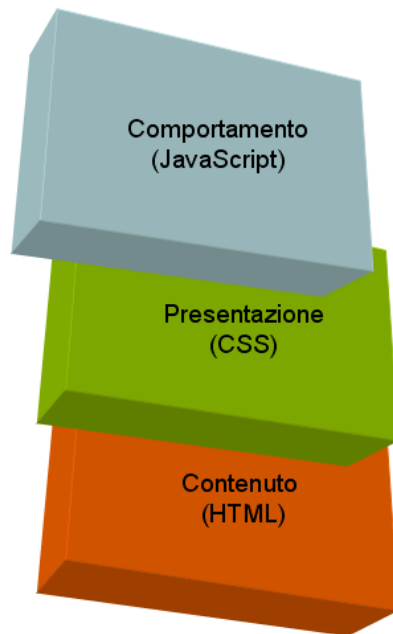 Comportamento
(JavaScript)
Presentazione
(CSS)
Contenuto
(HTML)